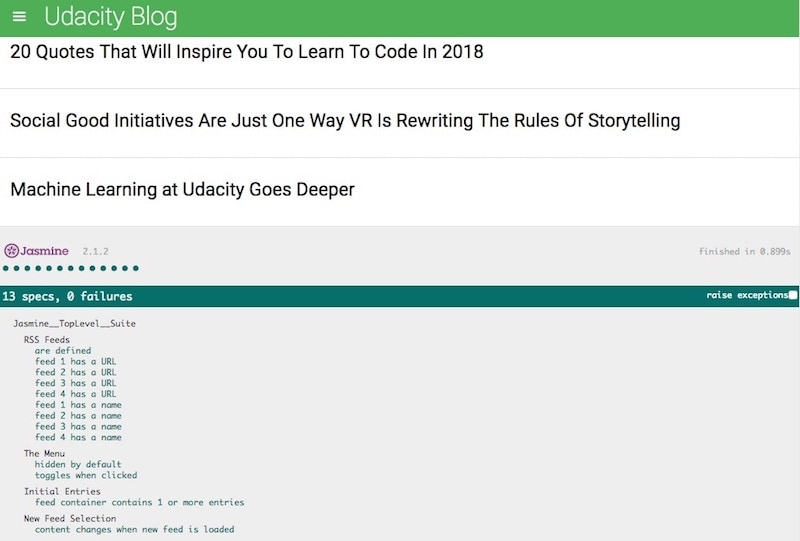 Udacity Blog
20 Quotes That Will Inspire You To Learn To Code In 2018
Social Good Initiatives Are Just One Way VR Is Rewriting The Rules Of Storytelling
Machine Learning at Udacity Goes Deeper
Jasmine 2.1.2 finished in 0.899s
13 specs, 0 failures raise exceptions
Jasmine__TopLevel__Suite
RSS Feeds
are defined
feed 1 has a URL
feed 2 has a URL
feed 3 has a URL
feed 4 has a URL
feed 1 has a name
feed 2 has a name
feed 3 has a name
feed 4 has a name
The Menu
hidden by default
toggles when clicked
Initial Entries
feed container contains 1 or more entries
New Feed Selection
content changes when new feed is loaded